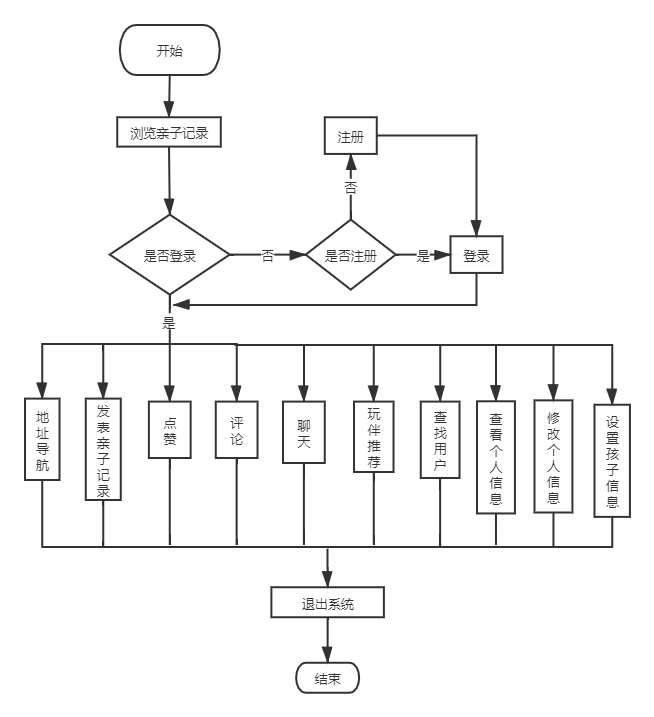 开始
浏览亲子记录
注册
否
是否登录
否
是否注册
是
登录
是
地址导航
发表亲子记录
点赞
评论
聊天
玩伴推荐
查找用户
查看个人信息
修改个人信息
设置孩子信息
退出系统
结束